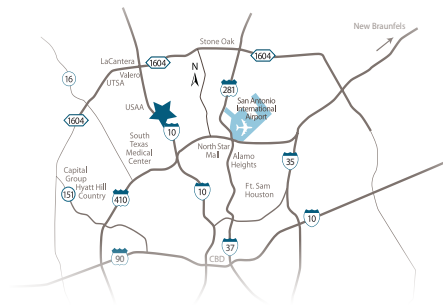 New Braunfels
Stone Oak
1604
1604
LaCantera
Valero
UTSA
16
N
281
USAA
San Antonio
International
Airport
1604
10
South
Texas
Medical
Center
North Star
Mall
Alamo
Heights
35
Capital
Group
Hyatt Hill
Country
151
410
10
Ft. Sam
Houston
10
37
90
CBD